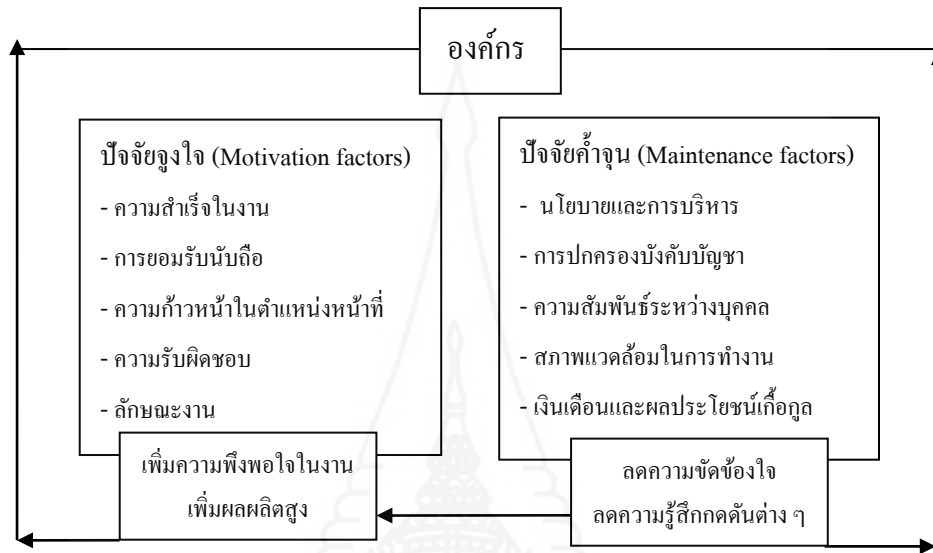 องค์กร
ปัจจัยจูงใจ (Motivation factors)
- ความสำเร็จในงาน
- การยอมรับนับถือ
- ความก้าวหน้าในตำแหน่งหน้าที่
- ความรับผิดชอบ
- ลักษณะงาน
เพิ่มความพึงพอใจในงาน
เพิ่มผลผลิตสูง
ปัจจัยค้ำจุน (Maintenance factors)
- นโยบายและการบริหาร
- การปกครองบังคับบัญชา
- ความสัมพันธ์ระหว่างบุคคล
- สภาพแวดล้อมในการทำงาน
- เงินเดือนและผลประโยชน์เกื้อกูล
ลดความขัดข้องใจ
ลดความรู้สึกกดดันต่าง ๆ